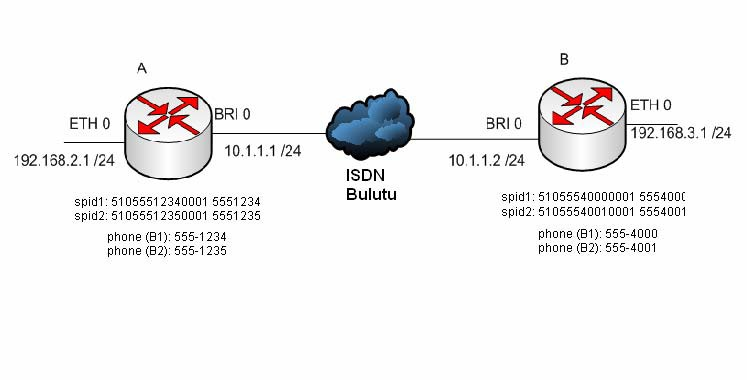 A
B
ETH 0
BRI 0
BRI 0
ETH 0
192.168.2.1 /24
10.1.1.1 /24
10.1.1.2 /24
192.168.3.1 /24
ISDN
Bulutu
spid1: 51055512340001 5551234
spid2: 51055512350001 5551235
phone (B1): 555-1234
phone (B2): 555-1235
spid1: 51055540000001 5554000
spid2: 51055540010001 5554001
phone (B1): 555-4000
phone (B2): 555-4001